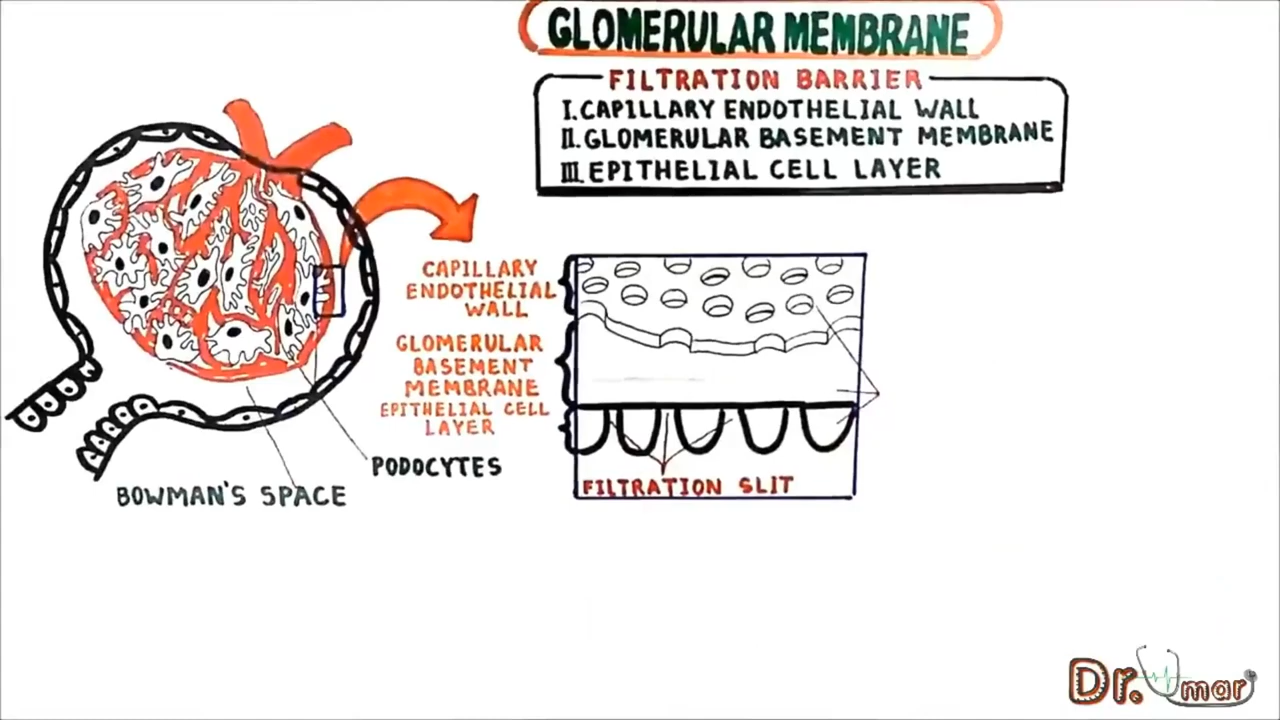 GLOMERULAR MEMBRANE
FILTRATION BARRIER
I. CAPILLARY ENDOTHELIAL WALL
II. GLOMERULAR BASEMENT MEMBRANE
III. EPITHELIAL CELL LAYER
CAPILLARY
ENDOTHELIAL
WALL
GLOMERULAR
BASEMENT
MEMBRANE
EPITHELIAL CELL
LAYER
PODOCYTES
BOWMAN'S SPACE
FILTRATION SLIT
Dr. Umar